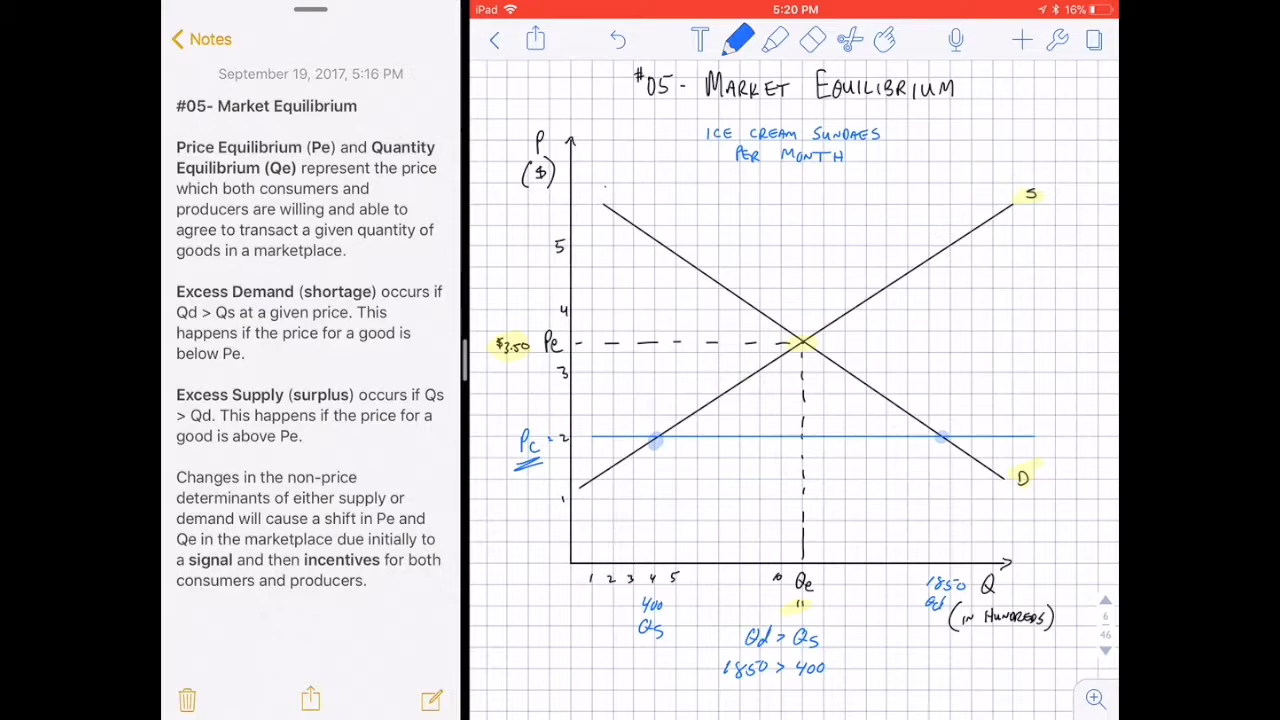 Notes
September 19, 2017, 5:16 PM
#05- Market Equilibrium
Price Equilibrium (Pe) and Quantity
Equilibrium (Qe) represent the price
which both consumers and
producers are willing and able to
agree to transact a given quantity of
goods in a marketplace.
Excess Demand (shortage) occurs if
Qd > Qs at a given price. This
happens if the price for a good is
below Pe.
Excess Supply (surplus) occurs if Qs
> Qd. This happens if the price for a
good is above Pe.
Changes in the non-price
determinants of either supply or
demand will cause a shift in Pe and
Qe in the marketplace due initially to
a signal and then incentives for both
consumers and producers.
iPad
5:20 PM
16%
#05- MARKET EQUILIBRIUM
ICE CREAM SUNDAES
PER MONTH
P
($)
S
5
4
$3.50 Pe
3
Pc = 2
D
1
1 2 3 4 5 10 Qe 1850 Q
400 11 Qd (IN HUNDREDS)
Qs
Qd > Qs
1850 > 400
6
46